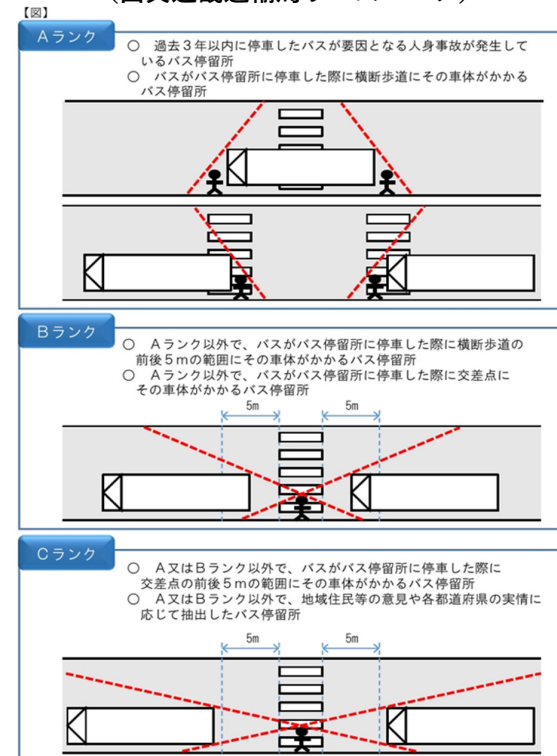 【図】
Aランク
○　過去３年以内に停車したバスが要因となる人身事故が発生して
いるバス停留所
○　バスがバス停留所に停車した際に横断歩道にその車体がかかる
バス停留所
Bランク
○　Ａランク以外で、バスがバス停留所に停車した際に横断歩道の
前後５ｍの範囲にその車体がかかるバス停留所
○　Ａランク以外で、バスがバス停留所に停車した際に交差点に
その車体がかかるバス停留所
5m
5m
Cランク
○　Ａ又はＢランク以外で、バスがバス停留所に停車した際に
交差点の前後５ｍの範囲にその車体がかかるバス停留所
○　Ａ又はＢランク以外で、地域住民等の意見や各都道府県の実情に
応じて抽出したバス停留所
5m
5m